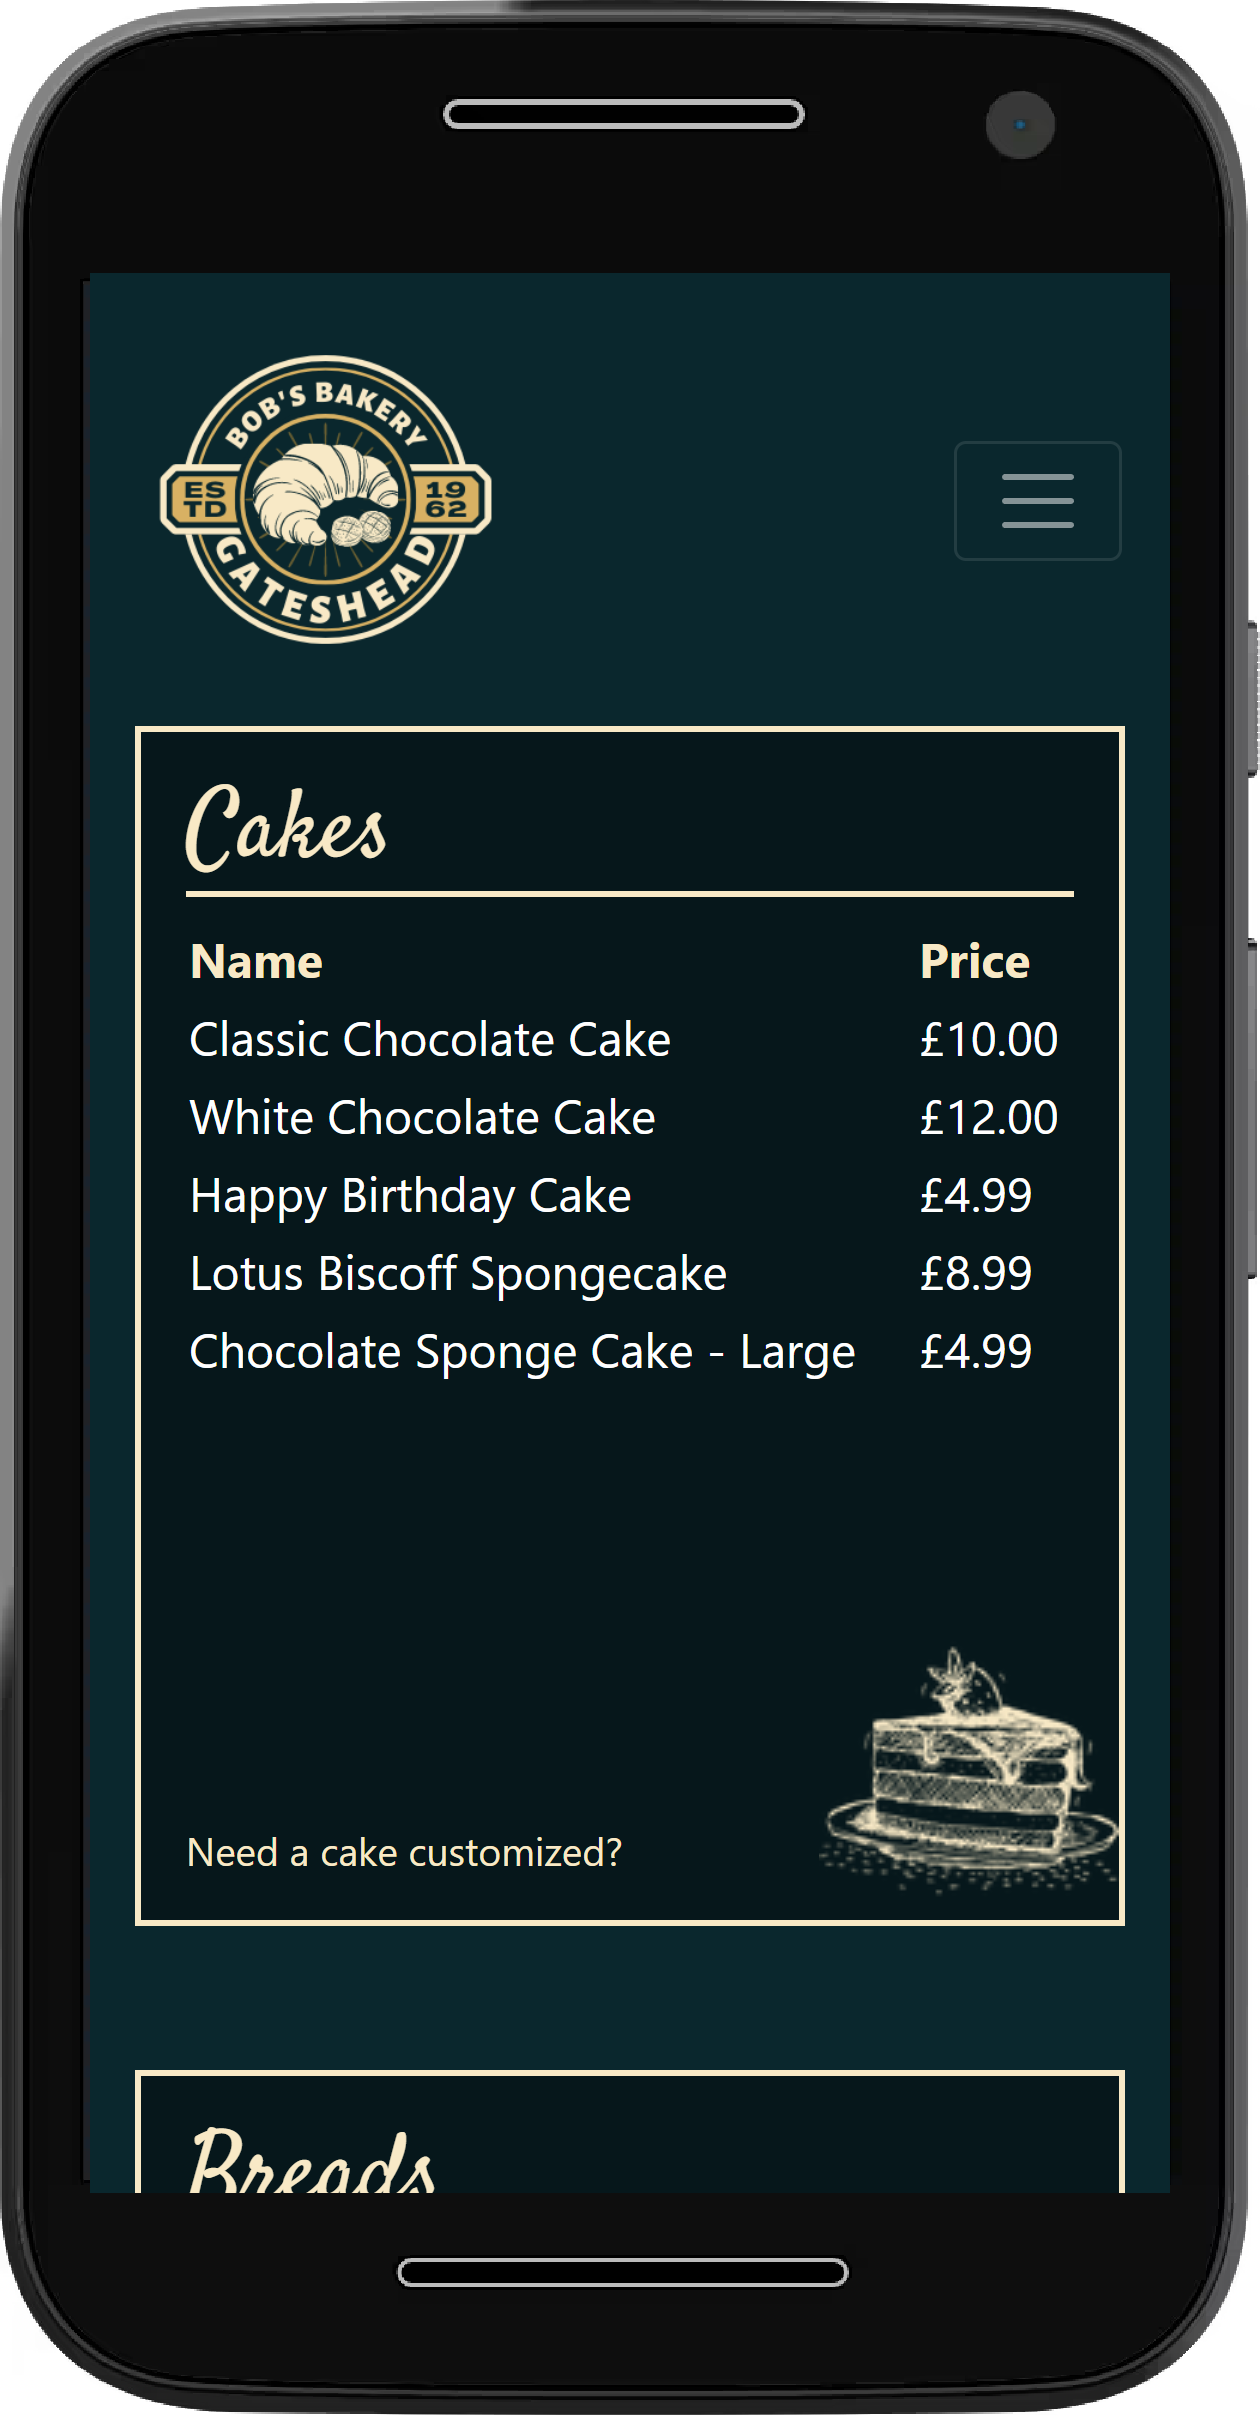 BOB'S BAKERY
ES
TD
19
62
GATESHEAD
Cakes
Name Price
Classic Chocolate Cake £10.00
White Chocolate Cake £12.00
Happy Birthday Cake £4.99
Lotus Biscoff Spongecake £8.99
Chocolate Sponge Cake - Large £4.99
Need a cake customized?
Breads